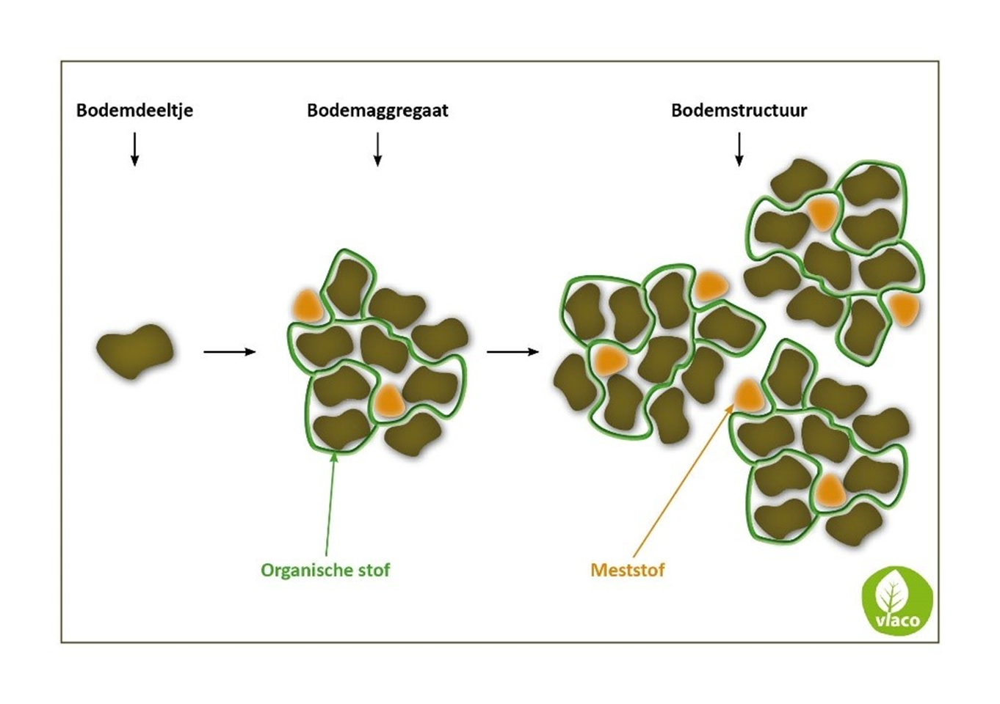 Bodemdeeltje
Bodemaggregaat
Bodemstructuur
Organische stof
Meststof
vlaco